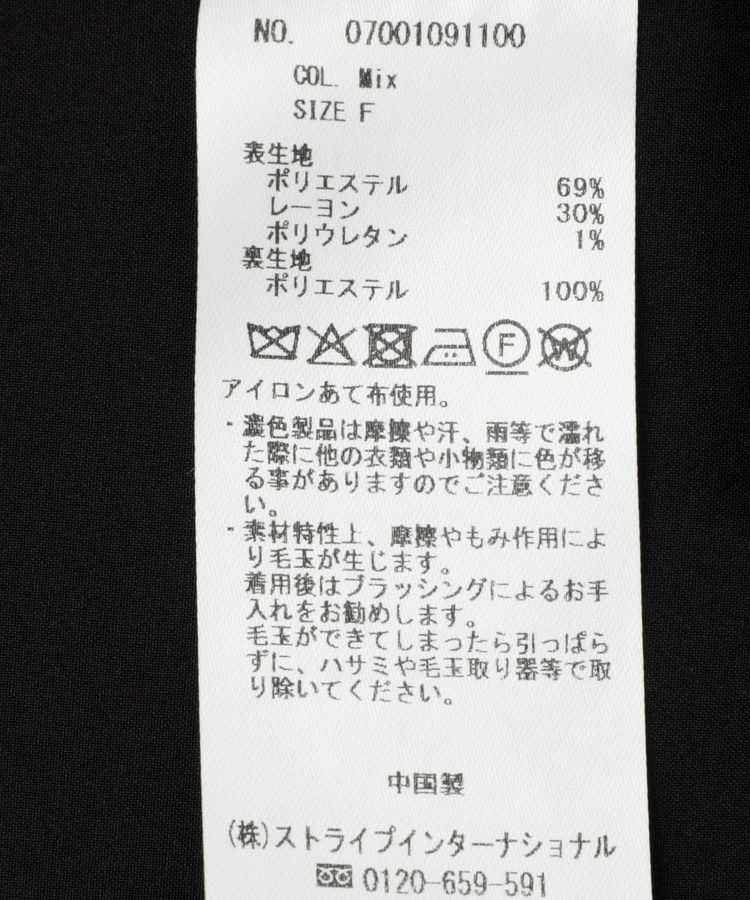 NO. 07001091100
COL. Mix
SIZE F
表生地
ポリエステル 69%
レーヨン 30%
ポリウレタン 1%
裏生地
ポリエステル 100%
F W
アイロンあて布使用。
・濃色製品は摩擦や汗、雨等で濡れ
た際に他の衣類や小物類に色が移
る事がありますのでご注意くださ
い。
・素材特性上、摩擦やもみ作用によ
り毛玉が生じます。
着用後はブラッシングによるお手
入れをお勧めします。
毛玉ができてしまったら引っぱら
ずに、ハサミや毛玉取り器等で取
り除いてください。
中国製
(株)ストライプインターナショナル
0120-659-591